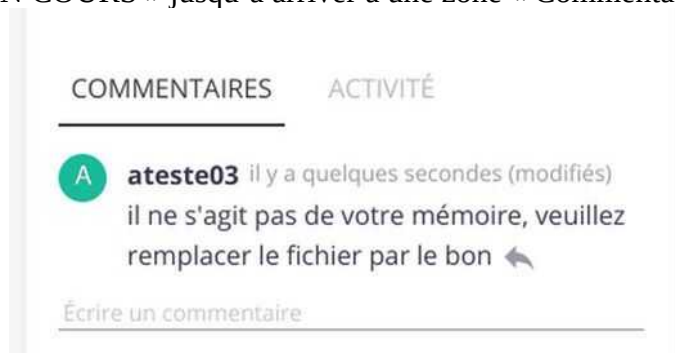 COURS » jusqu'à arriver à une zone « Commenta
COMMENTAIRES ACTIVITÉ
A ateste03 il y a quelques secondes (modifiés)
il ne s'agit pas de votre mémoire, veuillez
remplacer le fichier par le bon
Écrire un commentaire